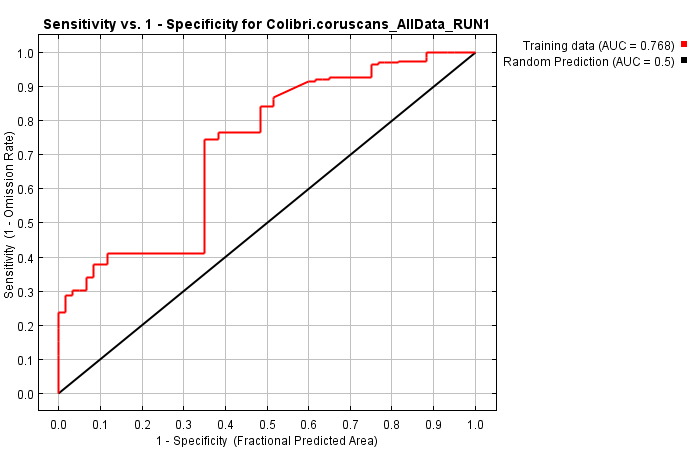 Sensitivity vs. 1 - Specificity for Colibri.coruscans_AllData_RUN1
Training data (AUC = 0.768)
Random Prediction (AUC = 0.5)
Sensitivity (1 - Omission Rate)
1.0
0.9
0.8
0.7
0.6
0.5
0.4
0.3
0.2
0.1
0.0
0.0 0.1 0.2 0.3 0.4 0.5 0.6 0.7 0.8 0.9 1.0
1 - Specificity (Fractional Predicted Area)